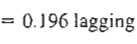 = 0.196 lagging